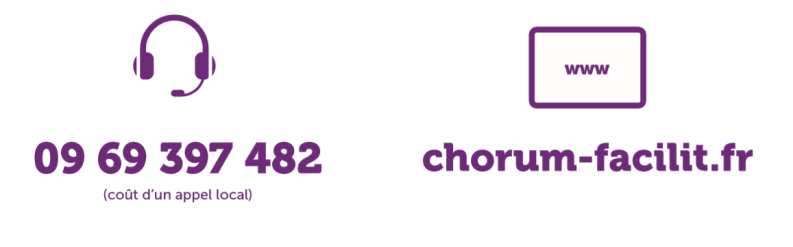 www
09 69 397 482
chorum-facilit.fr
(coût d'un appel local)